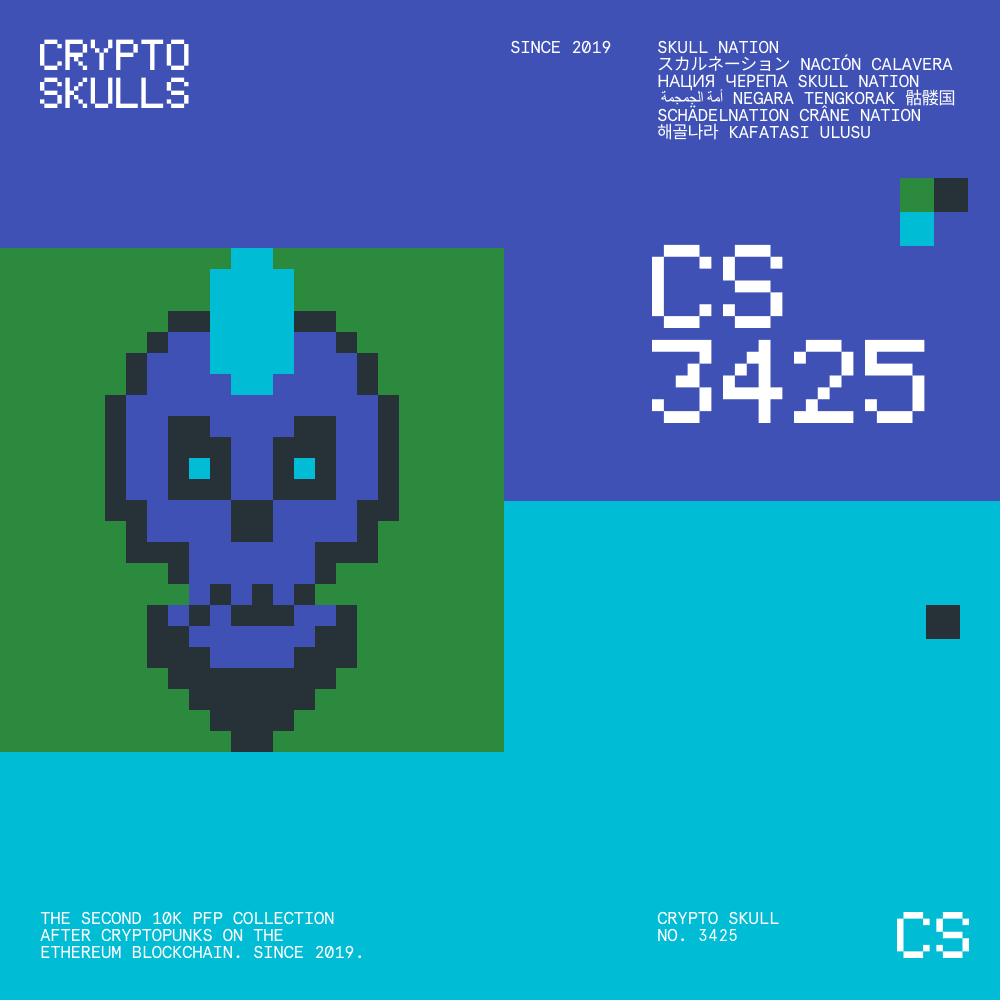 CRYPTO
SKULLS
SINCE 2019
SKULL NATION
スカルネーション NACIÓN CALAVERA
НАЦИЯ ЧЕРЕПА SKULL NATION
أمة الجمجمة NEGARA TENGKORAK 骷髅国
SCHÄDELNATION CRÂNE NATION
해골나라 KAFATASI ULUSU
CS
3425
THE SECOND 10K PFP COLLECTION
AFTER CRYPTOPUNKS ON THE
ETHEREUM BLOCKCHAIN. SINCE 2019.
CRYPTO SKULL
NO. 3425
CS